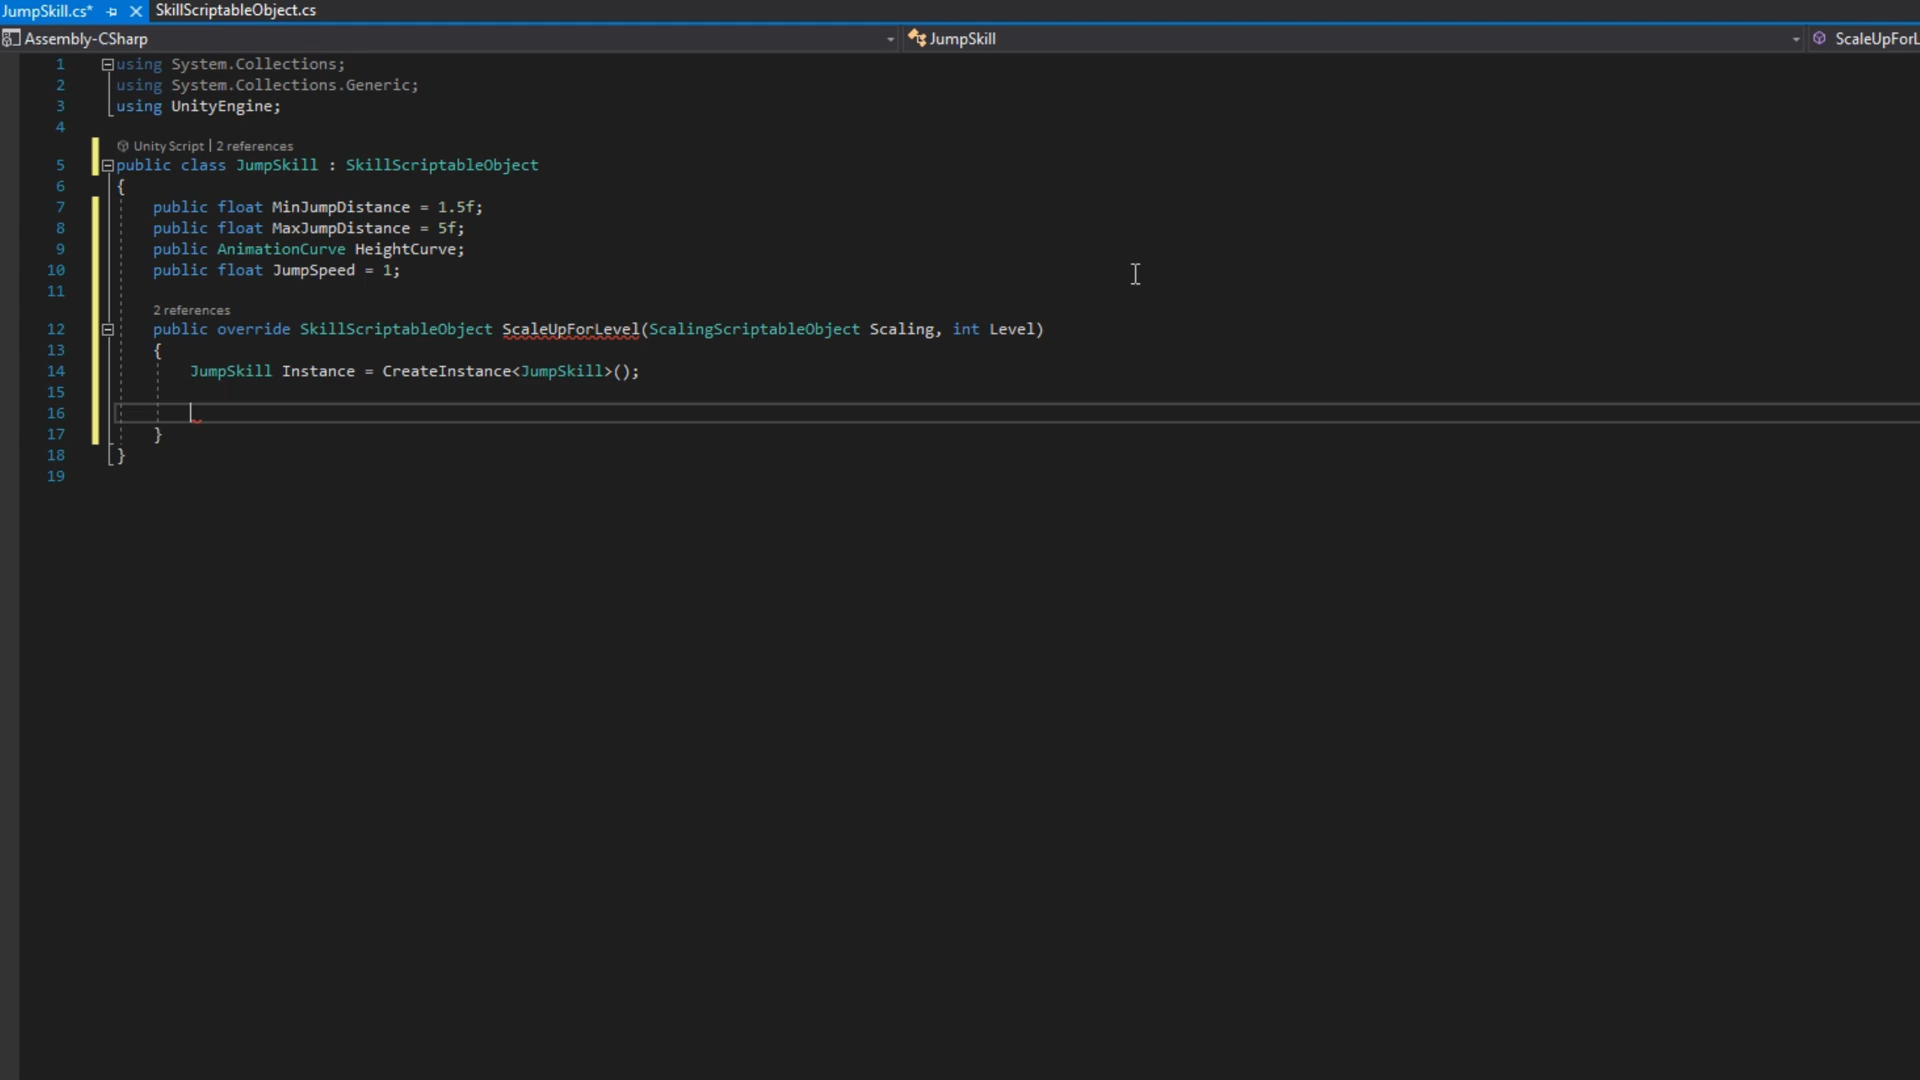 JumpSkill.cs* SkillScriptableObject.cs
Assembly-CSharp JumpSkill ScaleUpForL
1 using System.Collections;
2 using System.Collections.Generic;
3 using UnityEngine;
4
Unity Script | 2 references
5 public class JumpSkill : SkillScriptableObject
6 {
7 public float MinJumpDistance = 1.5f;
8 public float MaxJumpDistance = 5f;
9 public AnimationCurve HeightCurve;
10 public float JumpSpeed = 1;
11
2 references
12 public override SkillScriptableObject ScaleUpForLevel(ScalingScriptableObject Scaling, int Level)
13 {
14 JumpSkill Instance = CreateInstance<JumpSkill>();
15
16
17 }
18 }
19